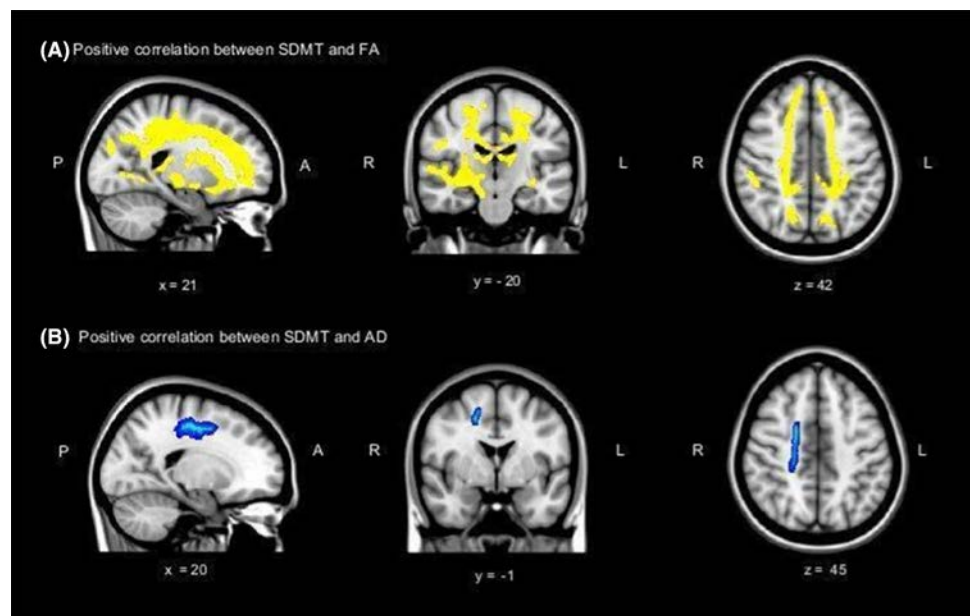 (A) Positive correlation between SDMT and FA
P A R L R L
x = 21 y = - 20 z = 42
(B) Positive correlation between SDMT and AD
P A R L R L
x = 20 y = -1 z = 45